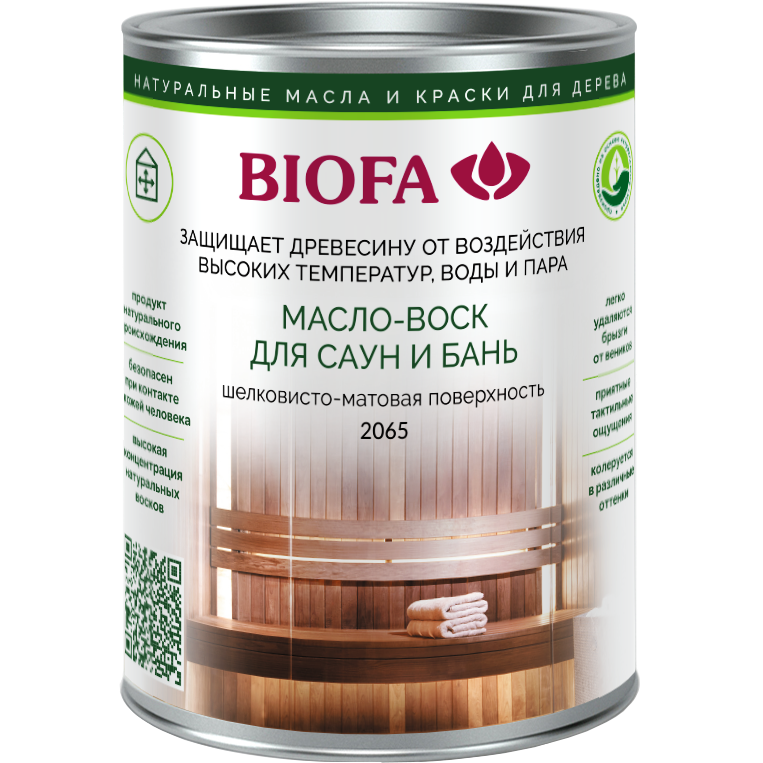 НАТУРАЛЬНЫЕ МАСЛА И КРАСКИ ДЛЯ ДЕРЕВА
BIOFA
ЗАЩИЩАЕТ ДРЕВЕСИНУ ОТ ВОЗДЕЙСТВИЯ
ВЫСОКИХ ТЕМПЕРАТУР, ВОДЫ И ПАРА
МАСЛО-ВОСК
ДЛЯ САУН И БАНЬ
шелковисто-матовая поверхность
2065
продукт
натурального
происхождения
безопасен
при контакте
с кожей человека
высокая
концентрация
натуральных
восков
легко
удаляются
брызги
от веников
приятные
тактильные
ощущения
колеруется
в различные
оттенки